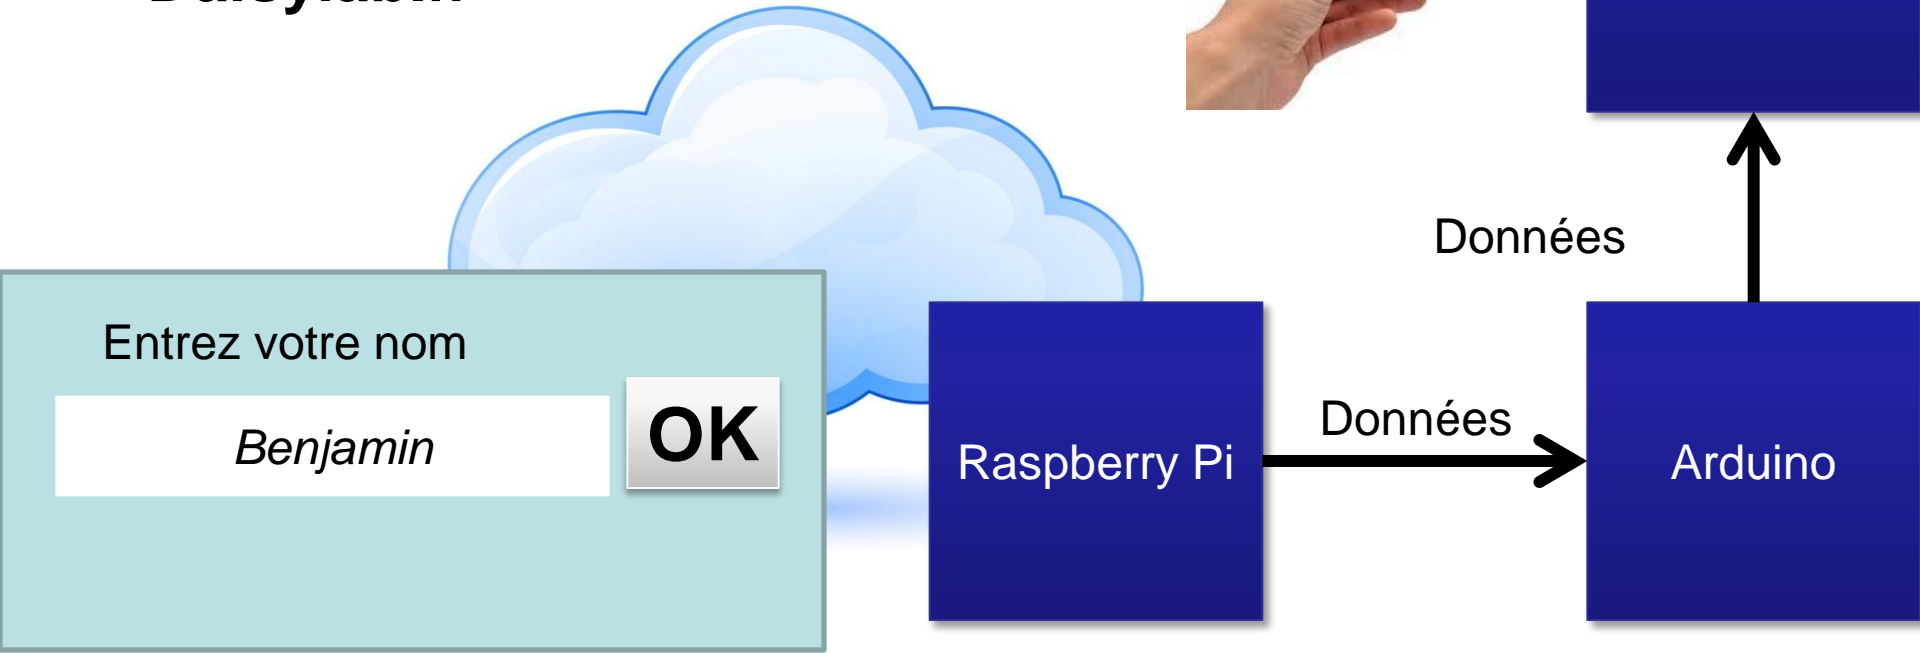 Données
Entrez votre nom
Benjamin
OK
Raspberry Pi
Données
Arduino